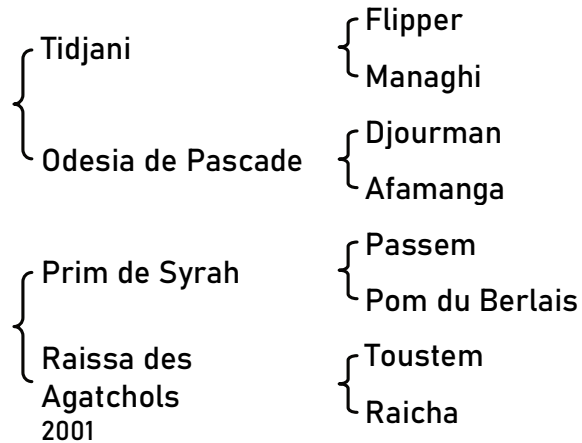 Flipper
Tidjani
Managhi
Djourman
Odesia de Pascade
Afamanga
Passem
Prim de Syrah
Pom du Berlais
Raissa des
Agatchols
2001
Toustem
Raicha